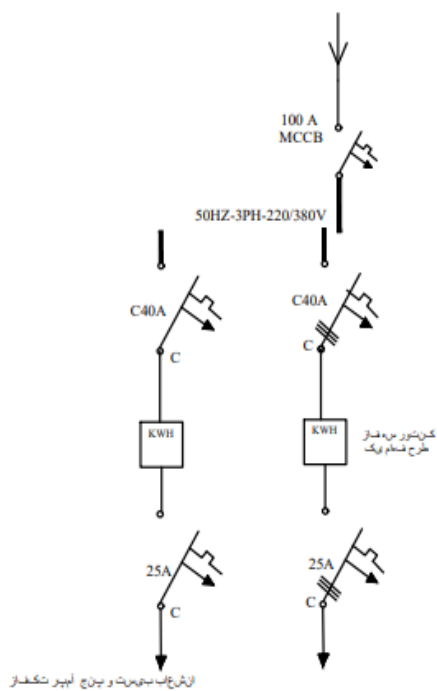 100 A
MCCB
50HZ-3PH-220/380V
C40A
C
C40A
C
KWH
KWH
کنتور سه فاز
طرح فهام یک
25A
C
25A
C
انشعاب بیست و پنج آمپر تکفاز